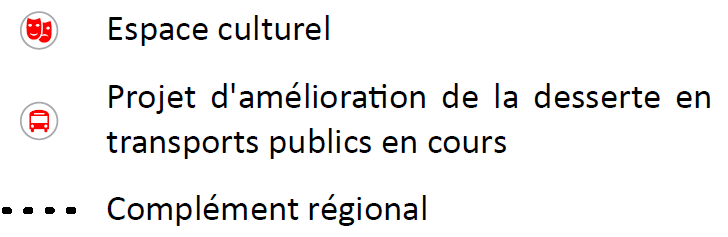 Espace culturel
Projet d'amélioration de la desserte en
transports publics en cours
Complément régional